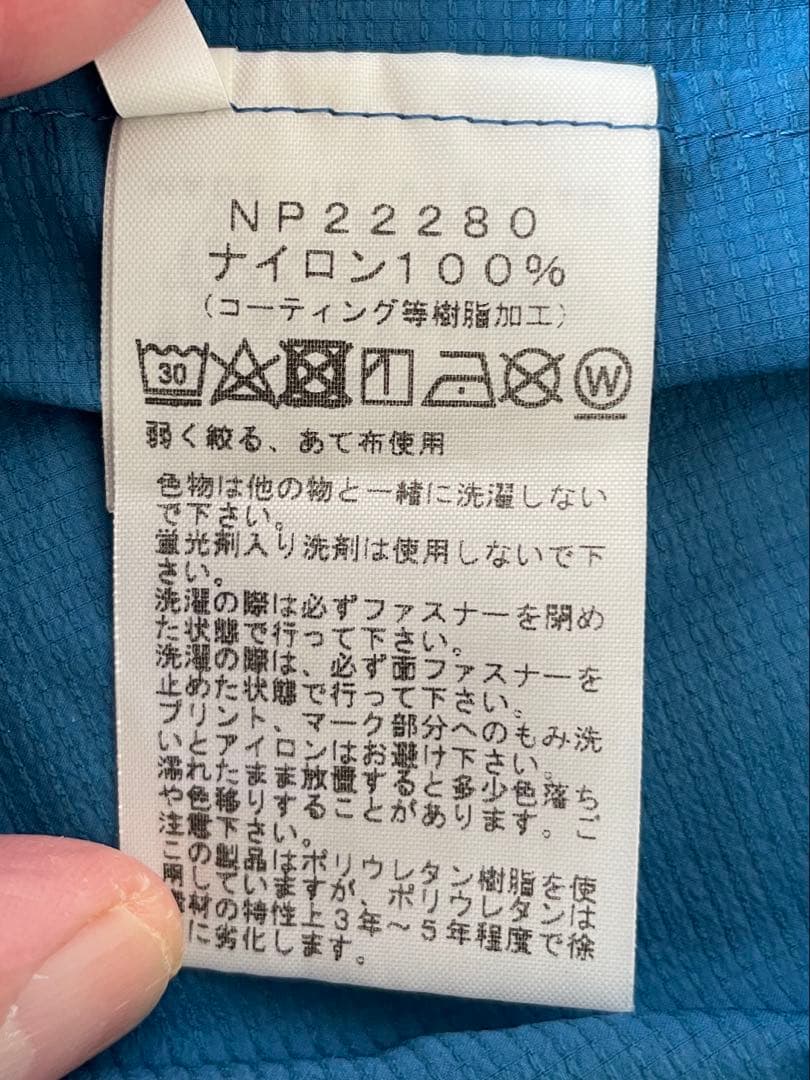 NP22280
ナイロン100%
(コーティング等樹脂加工)
30 W
弱く絞る、あて布使用
色物は他の物と一緒に洗濯しない
で下さい。
蛍光剤入り洗剤は使用しないで下
さい。
洗濯の際は必ずファスナーを閉め
た状態で行って下さい。
洗濯の際は、必ず面ファスナーを
止めた状態で行って下さい。
プリント、マーク部分へのもみ洗
いとアイロンはお避け下さい。
濡れたまま放置すると多少色落ち
や色移りすることがあります。ご
注意下さい。
この製品はポリウレタン樹脂を使
用していますが、ポリウレタンは
材の特性上3年～5年程度で徐
に劣化します。